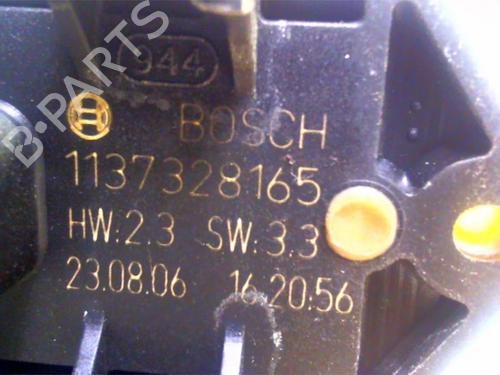 B-PARTS
944
BOSCH
1137328165
HW:2.3 SW:3.3
23.08.06 16:20:56